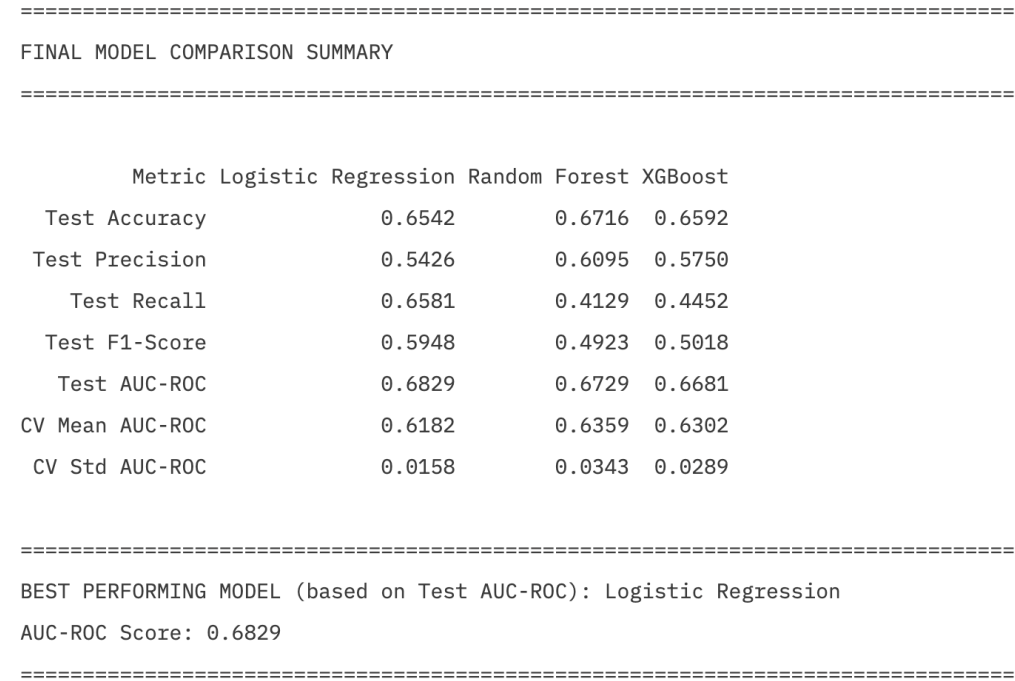 ================================================================================
FINAL MODEL COMPARISON SUMMARY
================================================================================
         Metric Logistic Regression Random Forest XGBoost
  Test Accuracy              0.6542        0.6716  0.6592
 Test Precision              0.5426        0.6095  0.5750
    Test Recall              0.6581        0.4129  0.4452
  Test F1-Score              0.5948        0.4923  0.5018
   Test AUC-ROC              0.6829        0.6729  0.6681
CV Mean AUC-ROC              0.6182        0.6359  0.6302
 CV Std AUC-ROC              0.0158        0.0343  0.0289
================================================================================
BEST PERFORMING MODEL (based on Test AUC-ROC): Logistic Regression
AUC-ROC Score: 0.6829
================================================================================